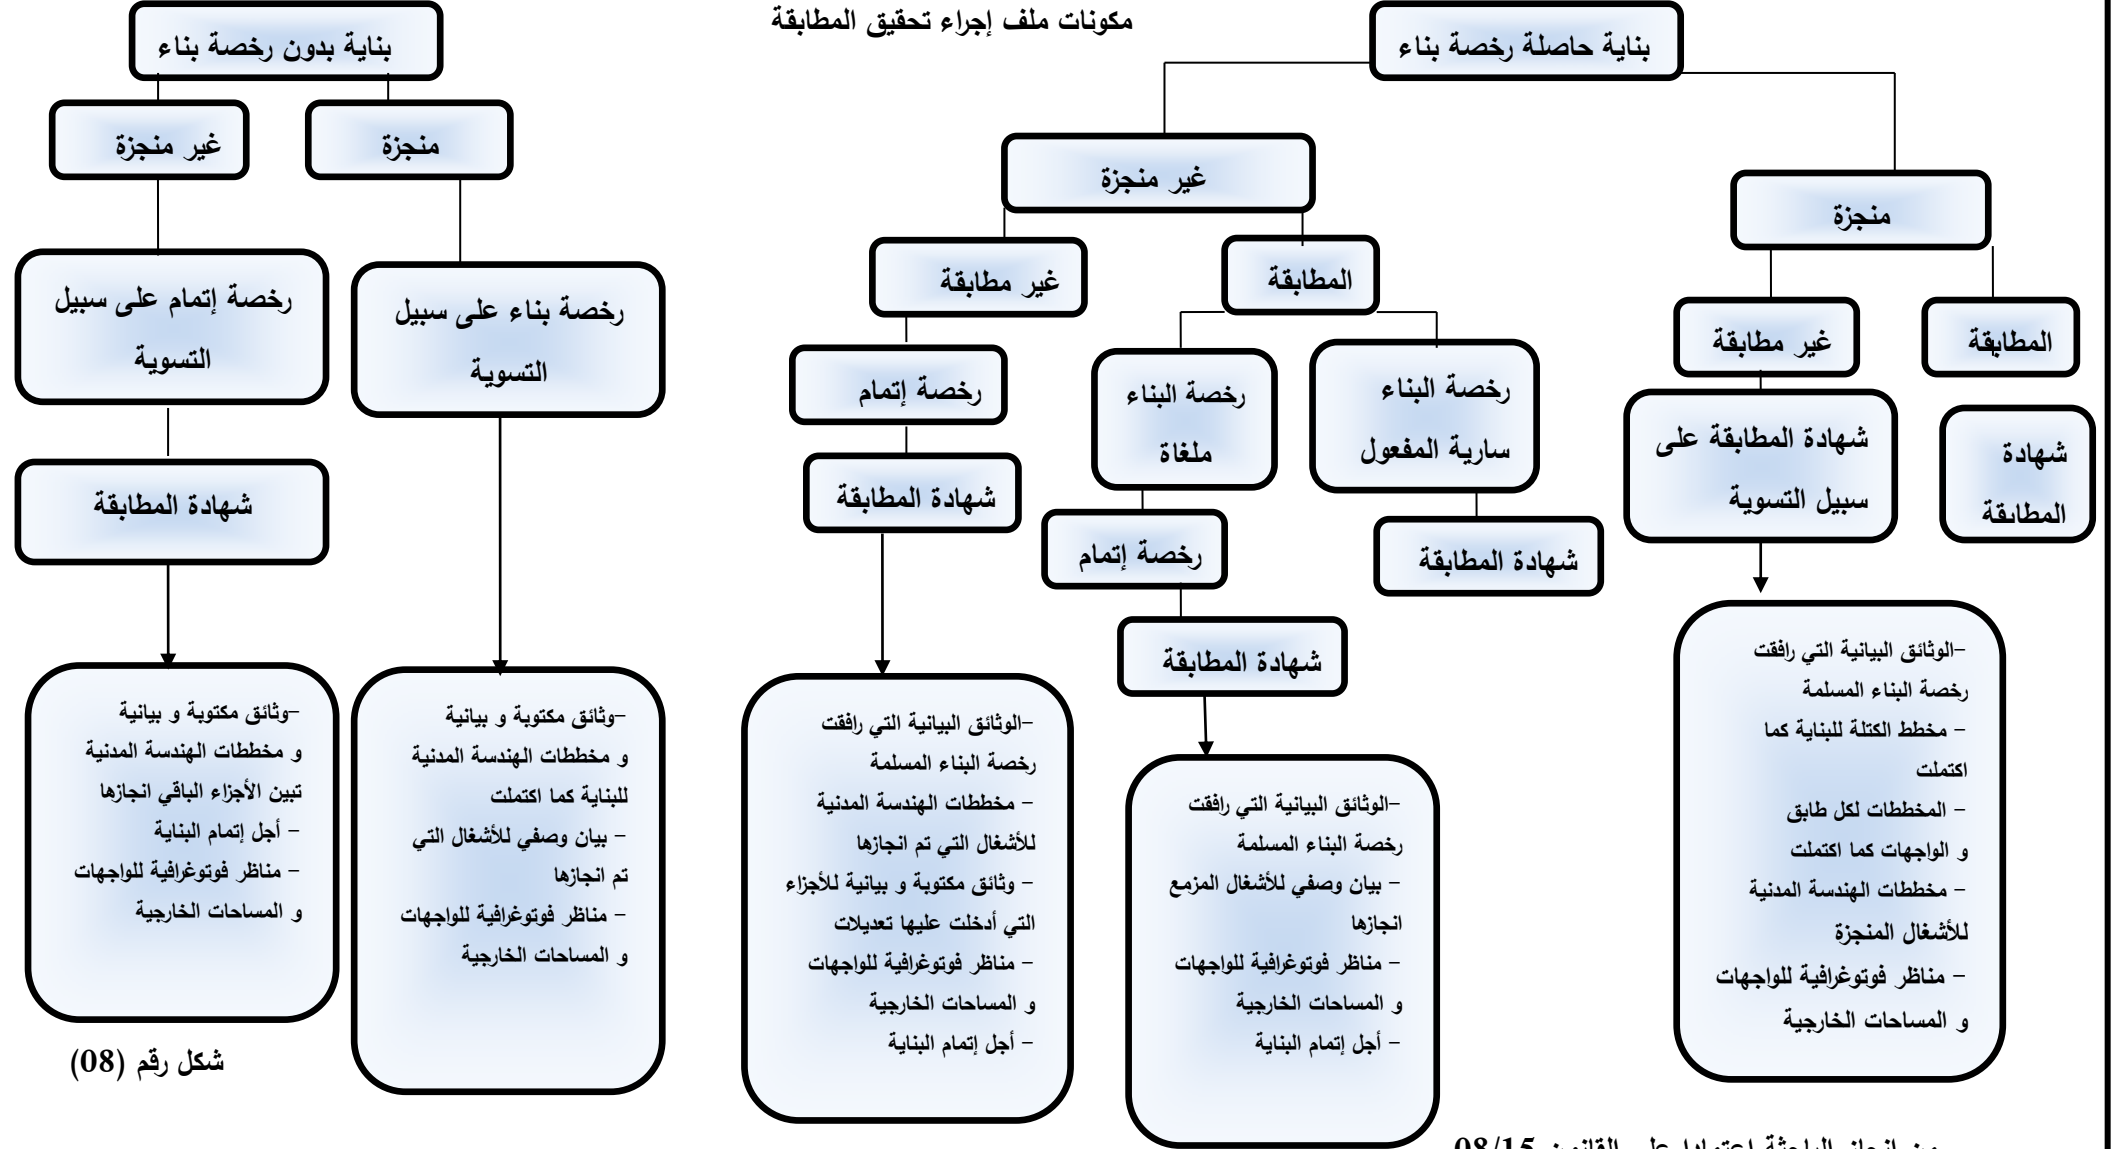 مكونات ملف إجراء تحقيق المطابقة
بناية حاصلة رخصة بناء
منجزة
المطابقة
شهادة
المطابقة
غير مطابقة
شهادة المطابقة على
سبيل التسوية
-الوثائق البيانية التي رافقت
رخصة البناء المسلمة
- مخطط الكتلة للبناية كما
اكتملت
- المخططات لكل طابق
و الواجهات كما اكتملت
- مخططات الهندسة المدنية
للأشغال المنجزة
- مناظر فوتوغرافية للواجهات
و المساحات الخارجية
غير منجزة
المطابقة
رخصة البناء
سارية المفعول
شهادة المطابقة
رخصة البناء
ملغاة
رخصة إتمام
شهادة المطابقة
-الوثائق البيانية التي رافقت
رخصة البناء المسلمة
- بيان وصفي للأشغال المزمع
انجازها
- مناظر فوتوغرافية للواجهات
و المساحات الخارجية
- أجل إتمام البناية
غير مطابقة
رخصة إتمام
شهادة المطابقة
-الوثائق البيانية التي رافقت
رخصة البناء المسلمة
- مخططات الهندسة المدنية
للأشغال التي تم انجازها
- وثائق مكتوبة و بيانية للأجزاء
التي أدخلت عليها تعديلات
- مناظر فوتوغرافية للواجهات
و المساحات الخارجية
- أجل إتمام البناية
بناية بدون رخصة بناء
منجزة
رخصة بناء على سبيل
التسوية
-وثائق مكتوبة و بيانية
و مخططات الهندسة المدنية
للبناية كما اكتملت
- بيان وصفي للأشغال التي
تم انجازها
- مناظر فوتوغرافية للواجهات
و المساحات الخارجية
غير منجزة
رخصة إتمام على سبيل
التسوية
شهادة المطابقة
-وثائق مكتوبة و بيانية
و مخططات الهندسة المدنية
تبين الأجزاء الباقي انجازها
- أجل إتمام البناية
- مناظر فوتوغرافية للواجهات
و المساحات الخارجية
شكل رقم (08)
من انجاز الباحثة اعتمادا على القانون 08/15